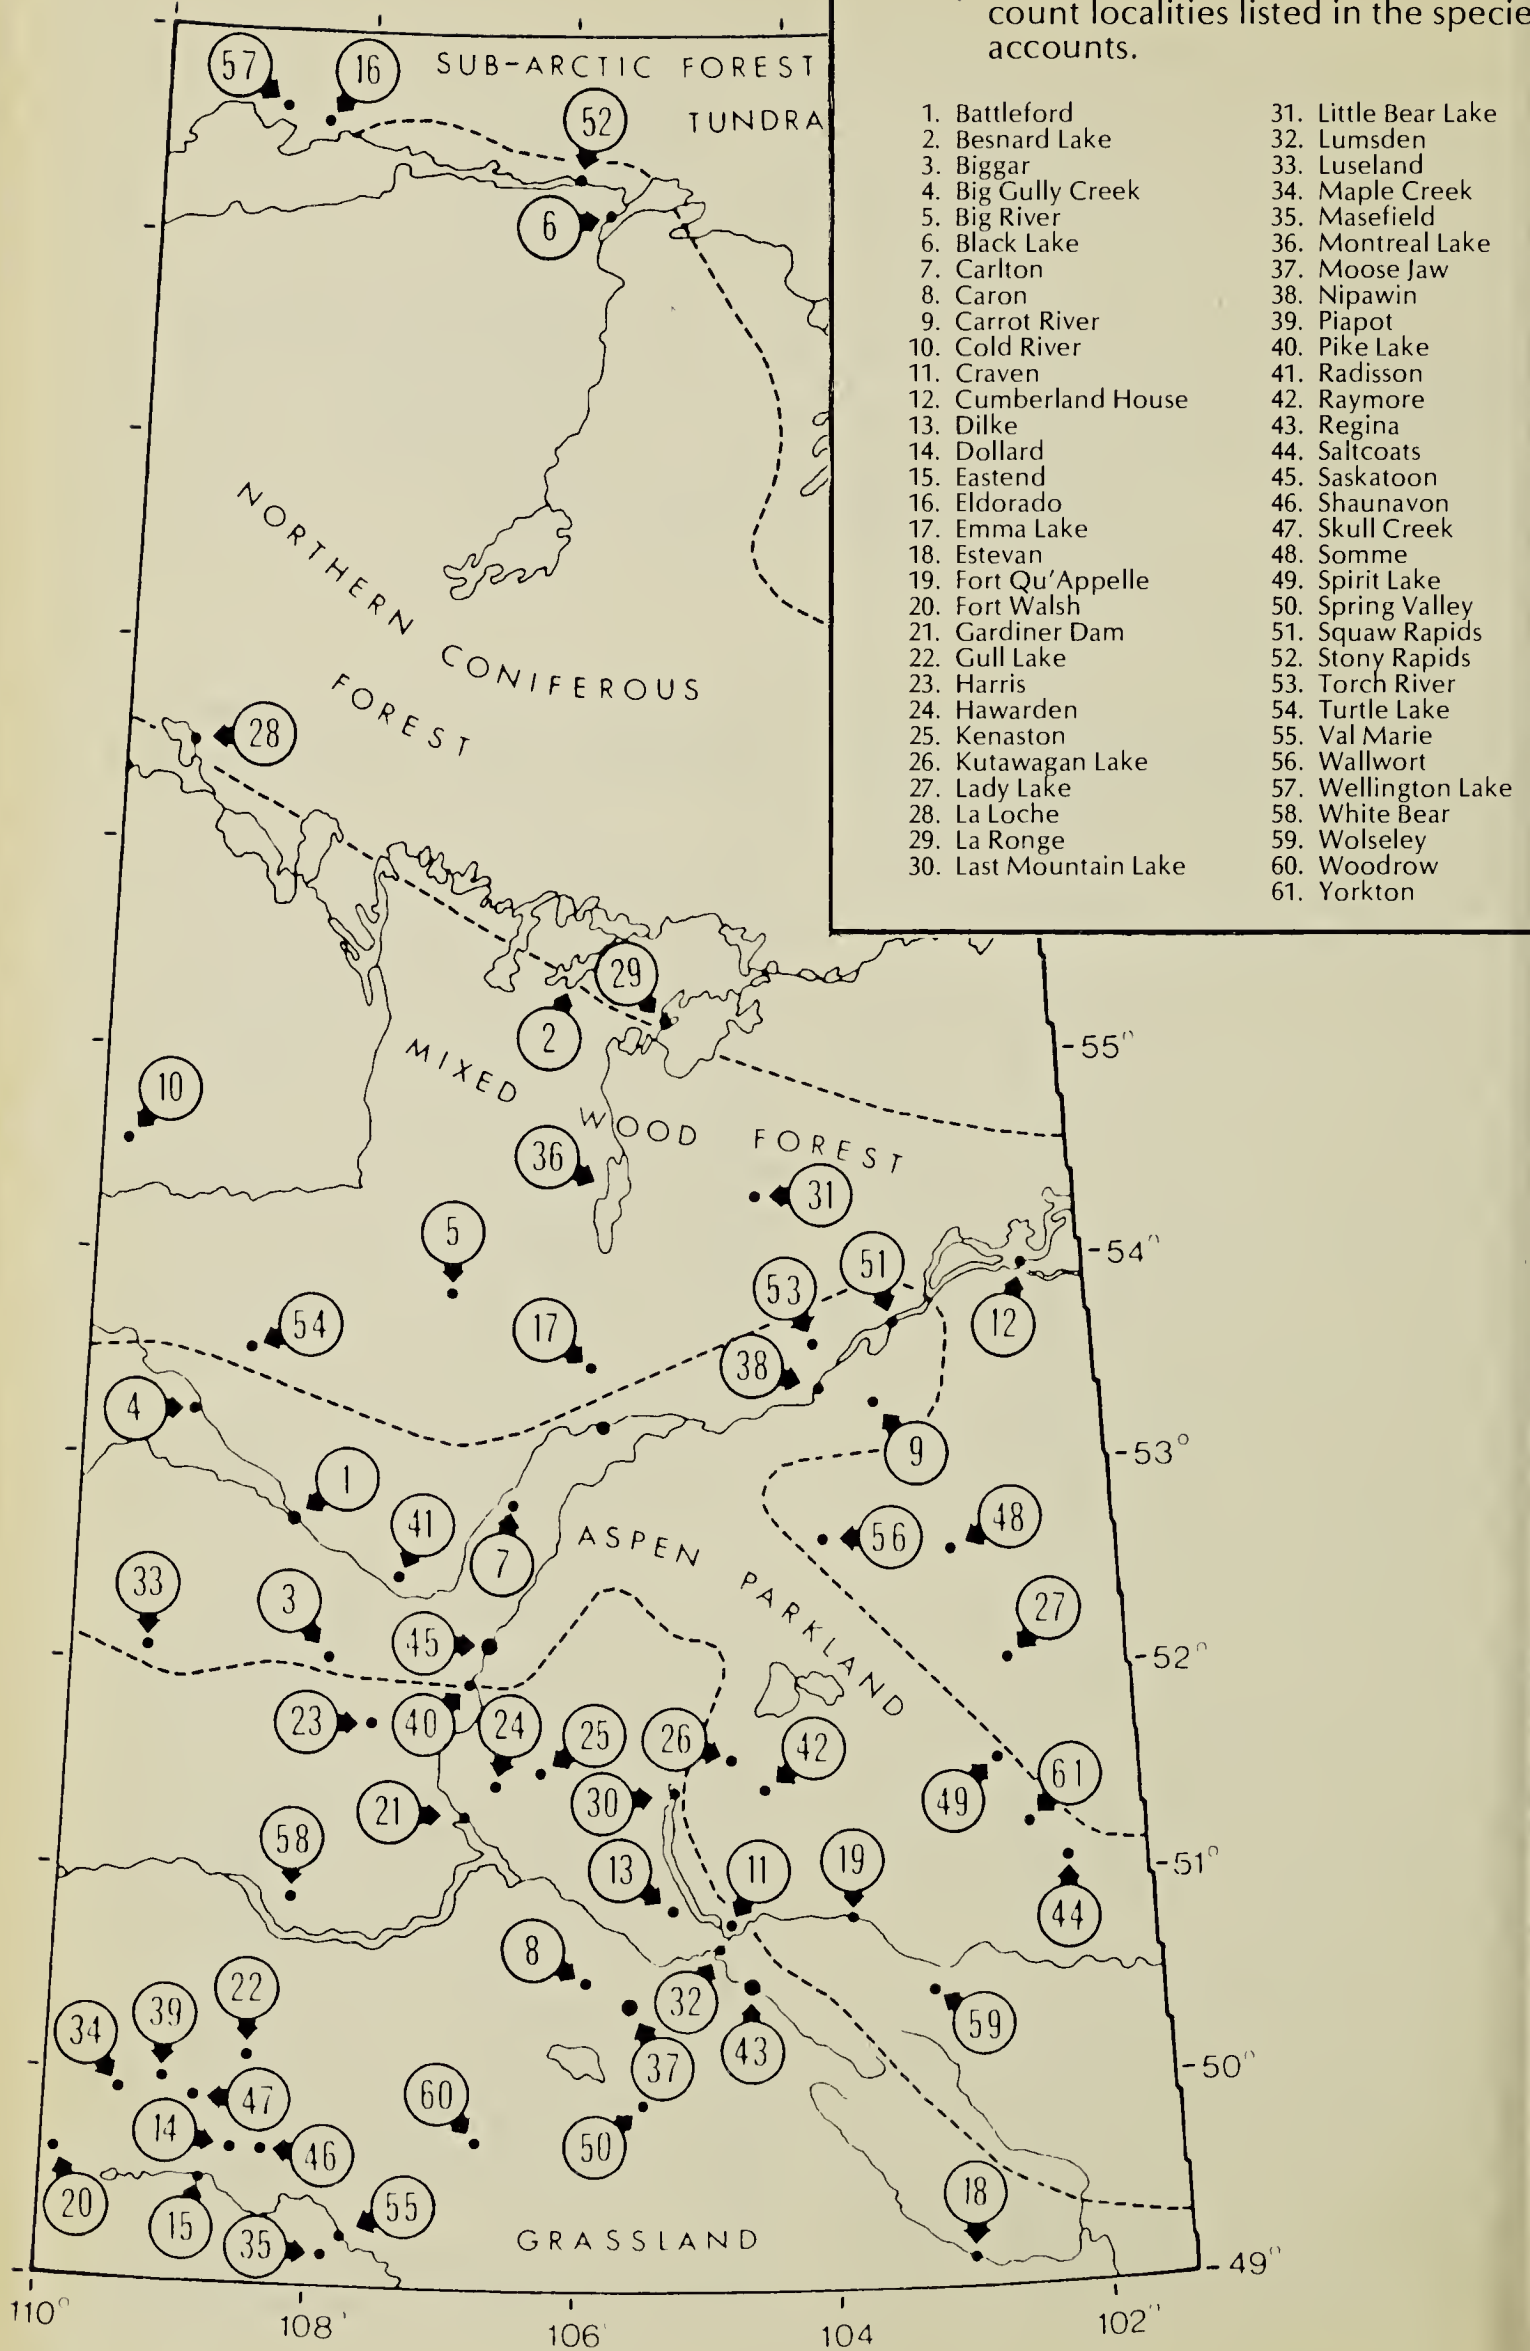 count localities listed in the specie
accounts.
1. Battleford
2. Besnard Lake
3. Biggar
4. Big Gully Creek
5. Big River
6. Black Lake
7. Carlton
8. Caron
9. Carrot River
10. Cold River
11. Craven
12. Cumberland House
13. Dilke
14. Dollard
15. Eastend
16. Eldorado
17. Emma Lake
18. Estevan
19. Fort Qu'Appelle
20. Fort Walsh
21. Gardiner Dam
22. Gull Lake
23. Harris
24. Hawarden
25. Kenaston
26. Kutawagan Lake
27. Lady Lake
28. La Loche
29. La Ronge
30. Last Mountain Lake
31. Little Bear Lake
32. Lumsden
33. Luseland
34. Maple Creek
35. Masefield
36. Montreal Lake
37. Moose Jaw
38. Nipawin
39. Piapot
40. Pike Lake
41. Radisson
42. Raymore
43. Regina
44. Saltcoats
45. Saskatoon
46. Shaunavon
47. Skull Creek
48. Somme
49. Spirit Lake
50. Spring Valley
51. Squaw Rapids
52. Stony Rapids
53. Torch River
54. Turtle Lake
55. Val Marie
56. Wallwort
57. Wellington Lake
58. White Bear
59. Wolseley
60. Woodrow
61. Yorkton
57
16
SUB-ARCTIC FOREST
52
TUNDRA
6
NORTHERN CONIFEROUS
FOREST
28
29
2
55°
MIXED WOOD FOREST
10
36
31
5
54°
51
53
12
54
17
38
4
9
53°
1
41
7
48
56
ASPEN PARKLAND
33
3
27
45
52°
23
40
24
25
26
42
61
49
30
21
58
13
11
19
51°
44
8
22
39
34
32
59
43
37
50°
60
47
14
46
50
20
15
55
35
18
GRASSLAND
49°
110°
108
106
104
102